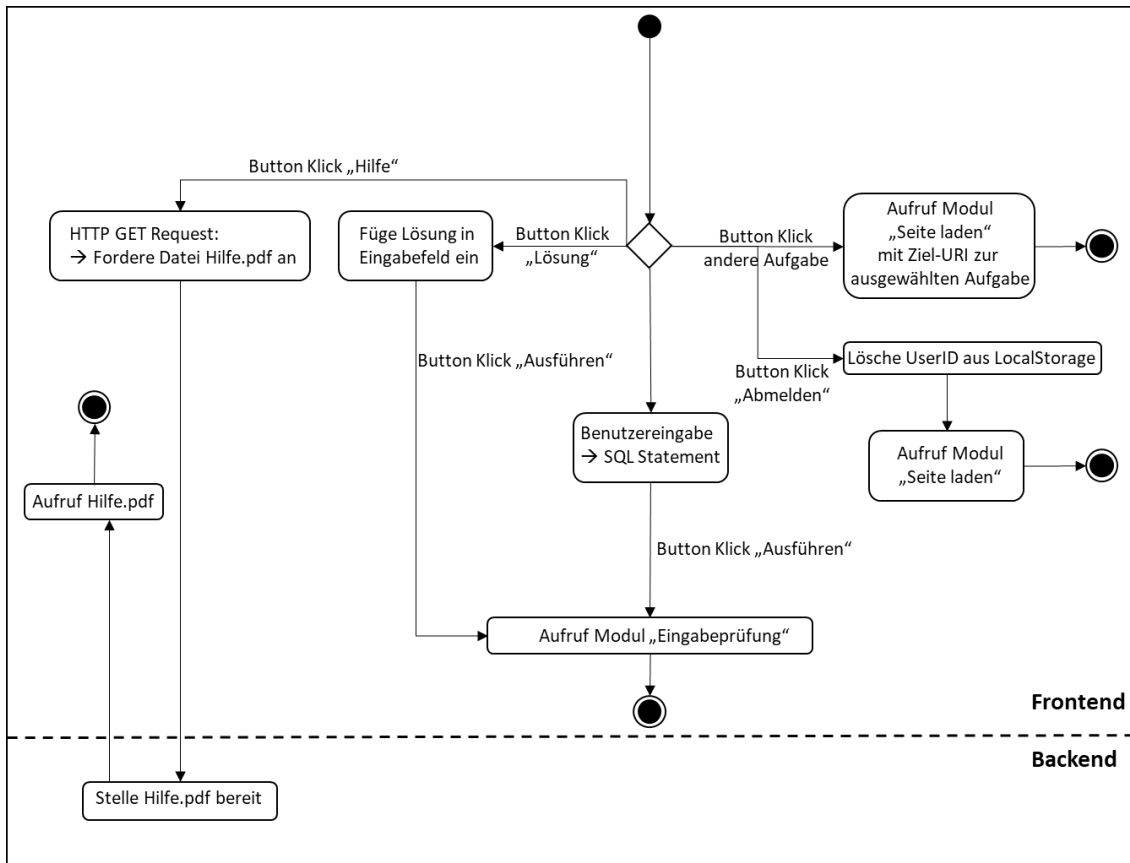 Button Klick „Hilfe“
HTTP GET Request:
→ Fordere Datei Hilfe.pdf an
Füge Lösung in
Eingabefeld ein
Button Klick
„Lösung“
Button Klick
andere Aufgabe
Aufruf Modul
„Seite laden“
mit Ziel-URI zur
ausgewählten Aufgabe
Button Klick „Ausführen“
Lösche UserID aus LocalStorage
Button Klick
„Abmelden“
Benutzereingabe
→ SQL Statement
Aufruf Modul
„Seite laden“
Aufruf Hilfe.pdf
Button Klick „Ausführen“
Aufruf Modul „Eingabeprüfung“
Frontend
Backend
Stelle Hilfe.pdf bereit